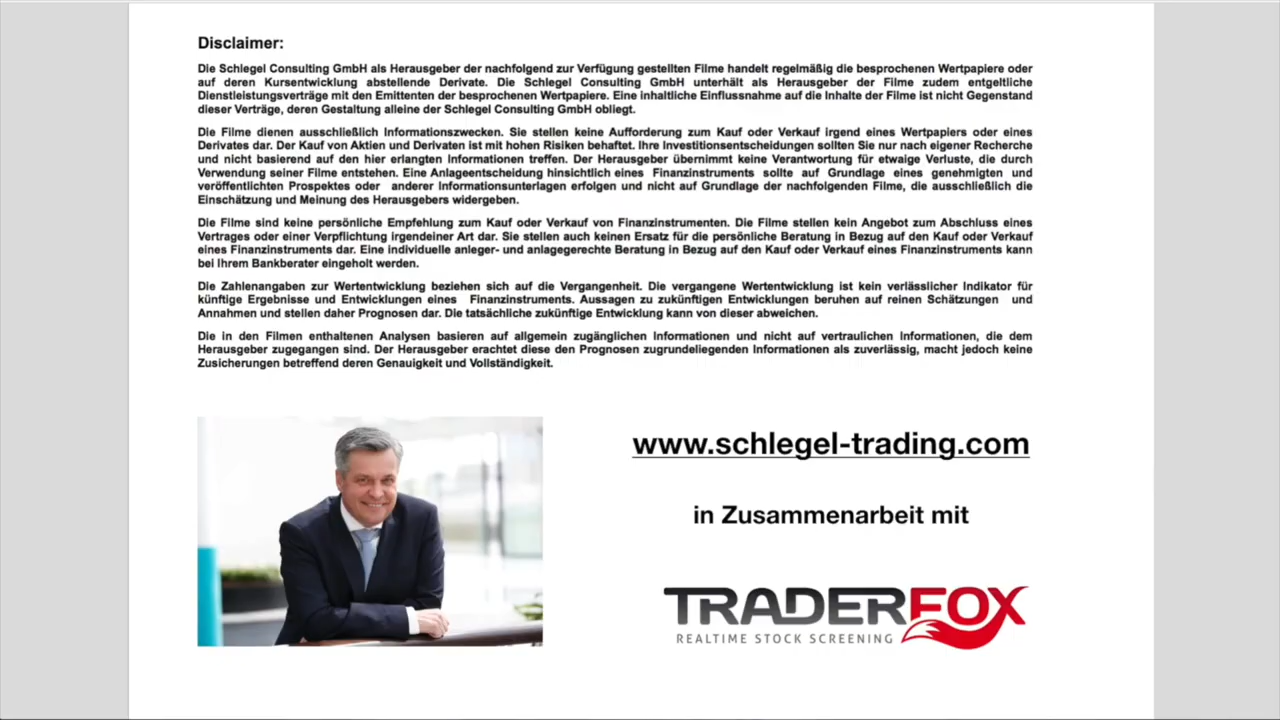 Disclaimer:
Die Schlegel Consulting GmbH als Herausgeber der nachfolgend zur Verfügung gestellten Filme handelt regelmäßig die besprochenen Wertpapiere oder
auf deren Kursentwicklung abstellende Derivate. Die Schlegel Consulting GmbH unterhält als Herausgeber der Filme zudem entgeltliche
Dienstleistungsverträge mit den Emittenten der besprochenen Wertpapiere. Eine inhaltliche Einflussnahme auf die Inhalte der Filme ist nicht Gegenstand
dieser Verträge, deren Gestaltung alleine der Schlegel Consulting GmbH obliegt.
Die Filme dienen ausschließlich Informationszwecken. Sie stellen keine Aufforderung zum Kauf oder Verkauf irgend eines Wertpapiers oder eines
Derivates dar. Der Kauf von Aktien und Derivaten ist mit hohen Risiken behaftet. Ihre Investitionsentscheidungen sollten Sie nur nach eigener Recherche
und nicht basierend auf den hier erlangten Informationen treffen. Der Herausgeber übernimmt keine Verantwortung für etwaige Verluste, die durch
Verwendung seiner Filme entstehen. Eine Anlageentscheidung hinsichtlich eines Finanzinstruments sollte auf Grundlage eines genehmigten und
veröffentlichten Prospektes oder anderer Informationsunterlagen erfolgen und nicht auf Grundlage der nachfolgenden Filme, die ausschließlich die
Einschätzung und Meinung des Herausgebers widergeben.
Die Filme sind keine persönliche Empfehlung zum Kauf oder Verkauf von Finanzinstrumenten. Die Filme stellen kein Angebot zum Abschluss eines
Vertrages oder einer Verpflichtung irgendeiner Art dar. Sie stellen auch keinen Ersatz für die persönliche Beratung in Bezug auf den Kauf oder Verkauf
eines Finanzinstruments dar. Eine individuelle anleger- und anlagegerechte Beratung in Bezug auf den Kauf oder Verkauf eines Finanzinstruments kann
bei Ihrem Bankberater eingeholt werden.
Die Zahlenangaben zur Wertentwicklung beziehen sich auf die Vergangenheit. Die vergangene Wertentwicklung ist kein verlässlicher Indikator für
künftige Ergebnisse und Entwicklungen eines Finanzinstruments. Aussagen zu zukünftigen Entwicklungen beruhen auf reinen Schätzungen und
Annahmen und stellen daher Prognosen dar. Die tatsächliche zukünftige Entwicklung kann von dieser abweichen.
Die in den Filmen enthaltenen Analysen basieren auf allgemein zugänglichen Informationen und nicht auf vertraulichen Informationen, die dem
Herausgeber zugegangen sind. Der Herausgeber erachtet diese den Prognosen zugrundeliegenden Informationen als zuverlässig, macht jedoch keine
Zusicherungen betreffend deren Genauigkeit und Vollständigkeit.
www.schlegel-trading.com
in Zusammenarbeit mit
TRADERFOX
REALTIME STOCK SCREENING